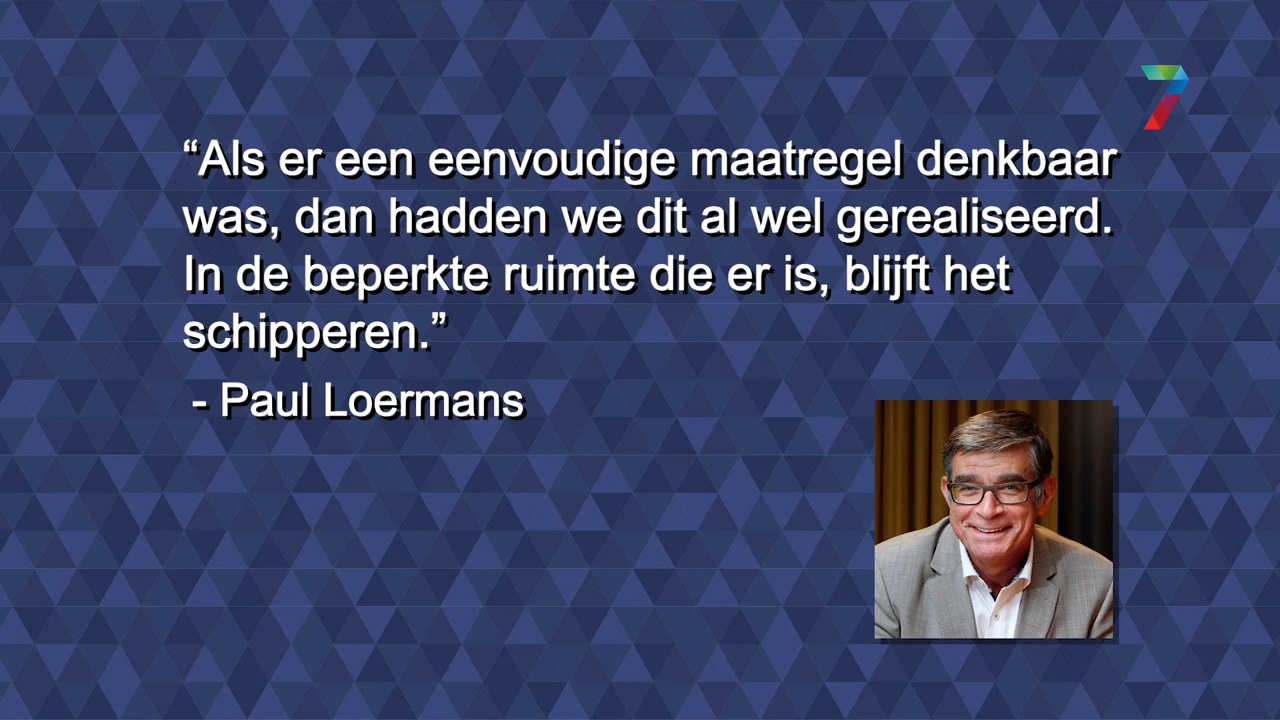 7
“Als er een eenvoudige maatregel denkbaar
was, dan hadden we dit al wel gerealiseerd.
In de beperkte ruimte die er is, blijft het
schipperen.”
- Paul Loermans